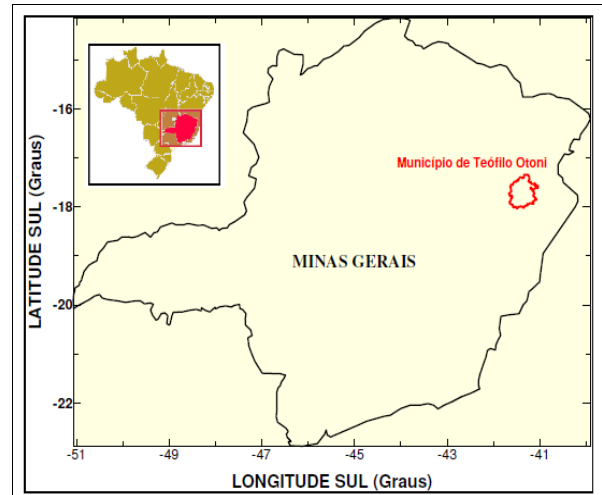 -16
Município de Teófilo Otoni
-18
MINAS GERAIS
-20
-22
LATITUDE SUL (Graus)
-51 -49 -47 -45 -43 -41
LONGITUDE SUL (Graus)